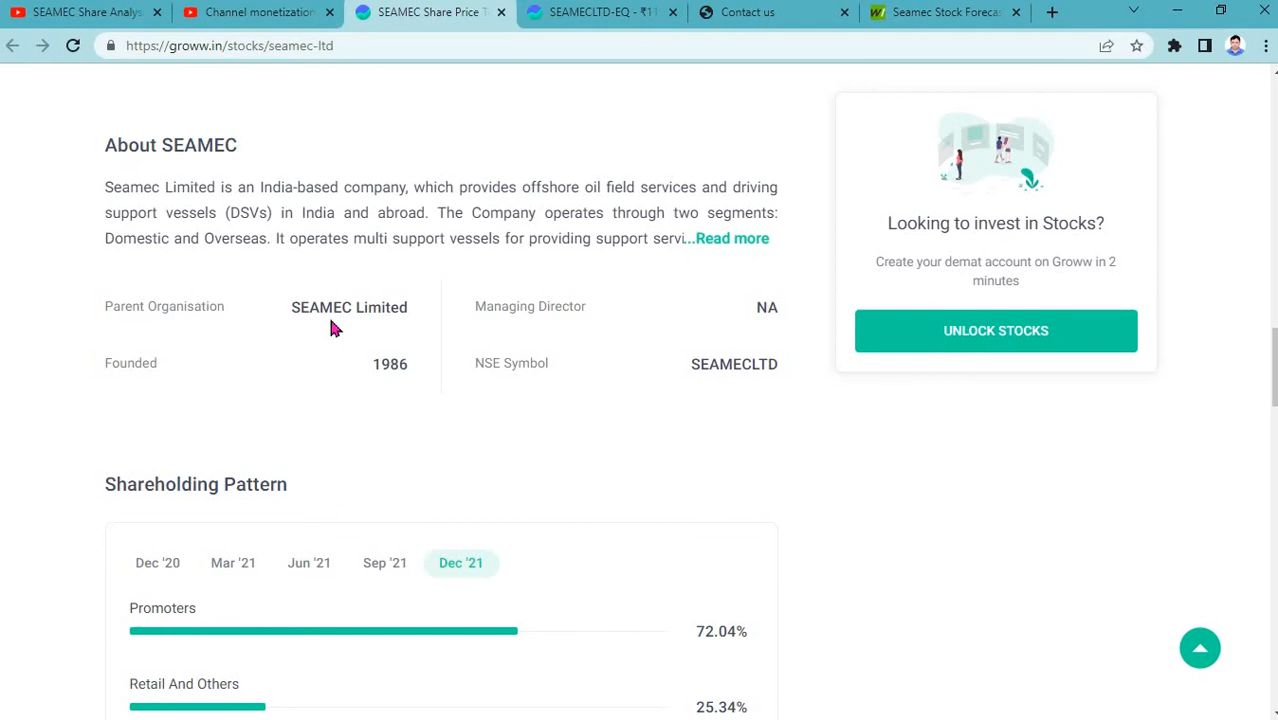 SEAMEC Share Analys
Channel monetization
SEAMEC Share Price T
SEAMECLTD-EQ - ₹11
Contact us
Seamec Stock Forecas
https://groww.in/stocks/seamec-ltd
About SEAMEC
Seamec Limited is an India-based company, which provides offshore oil field services and driving
support vessels (DSVs) in India and abroad. The Company operates through two segments:
Domestic and Overseas. It operates multi support vessels for providing support servi...Read more
Parent Organisation
SEAMEC Limited
Managing Director
NA
Founded
1986
NSE Symbol
SEAMECLTD
Looking to invest in Stocks?
Create your demat account on Groww in 2
minutes
UNLOCK STOCKS
Shareholding Pattern
Dec '20
Mar '21
Jun '21
Sep '21
Dec '21
Promoters
72.04%
Retail And Others
25.34%